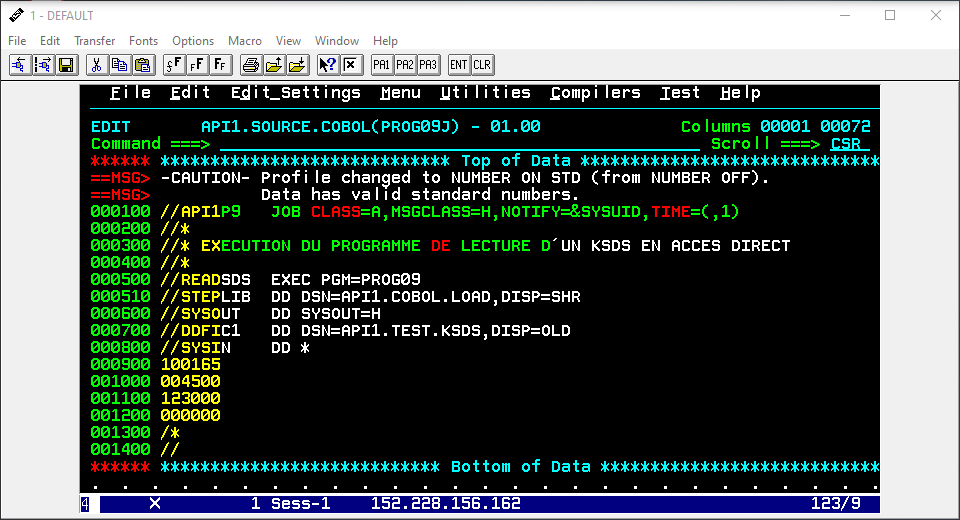 1 - DEFAULT
File Edit Transfer Fonts Options Macro View Window Help
PA1 PA2 PA3 ENT CLR
File Edit Edit_Settings Menu Utilities Compilers Test Help
EDIT API1.SOURCE.COBOL(PROG09J) - 01.00 Columns 00001 00072
Command ===> Scroll ===> CSR
****** ***************************** Top of Data ******************************
==MSG> -CAUTION- Profile changed to NUMBER ON STD (from NUMBER OFF).
==MSG> Data has valid standard numbers.
000100 //API1P9 JOB CLASS=A,MSGCLASS=H,NOTIFY=&SYSUID,TIME=(,1)
000200 //*
000300 //* EXECUTION DU PROGRAMME DE LECTURE D´UN KSDS EN ACCES DIRECT
000400 //*
000500 //READSDS EXEC PGM=PROG09
000510 //STEPLIB DD DSN=API1.COBOL.LOAD,DISP=SHR
000600 //SYSOUT DD SYSOUT=H
000700 //DDFIC1 DD DSN=API1.TEST.KSDS,DISP=OLD
000800 //SYSIN DD *
000900 100165
001000 004500
001100 123000
001200 000000
001300 /*
001400 //
****** **************************** Bottom of Data ****************************
. . . . . . . . . . . . . . . . . . . . . . . . . . . . . . . . . . . . . . . .
4 X 1 Sess-1 152.228.156.162 123/9